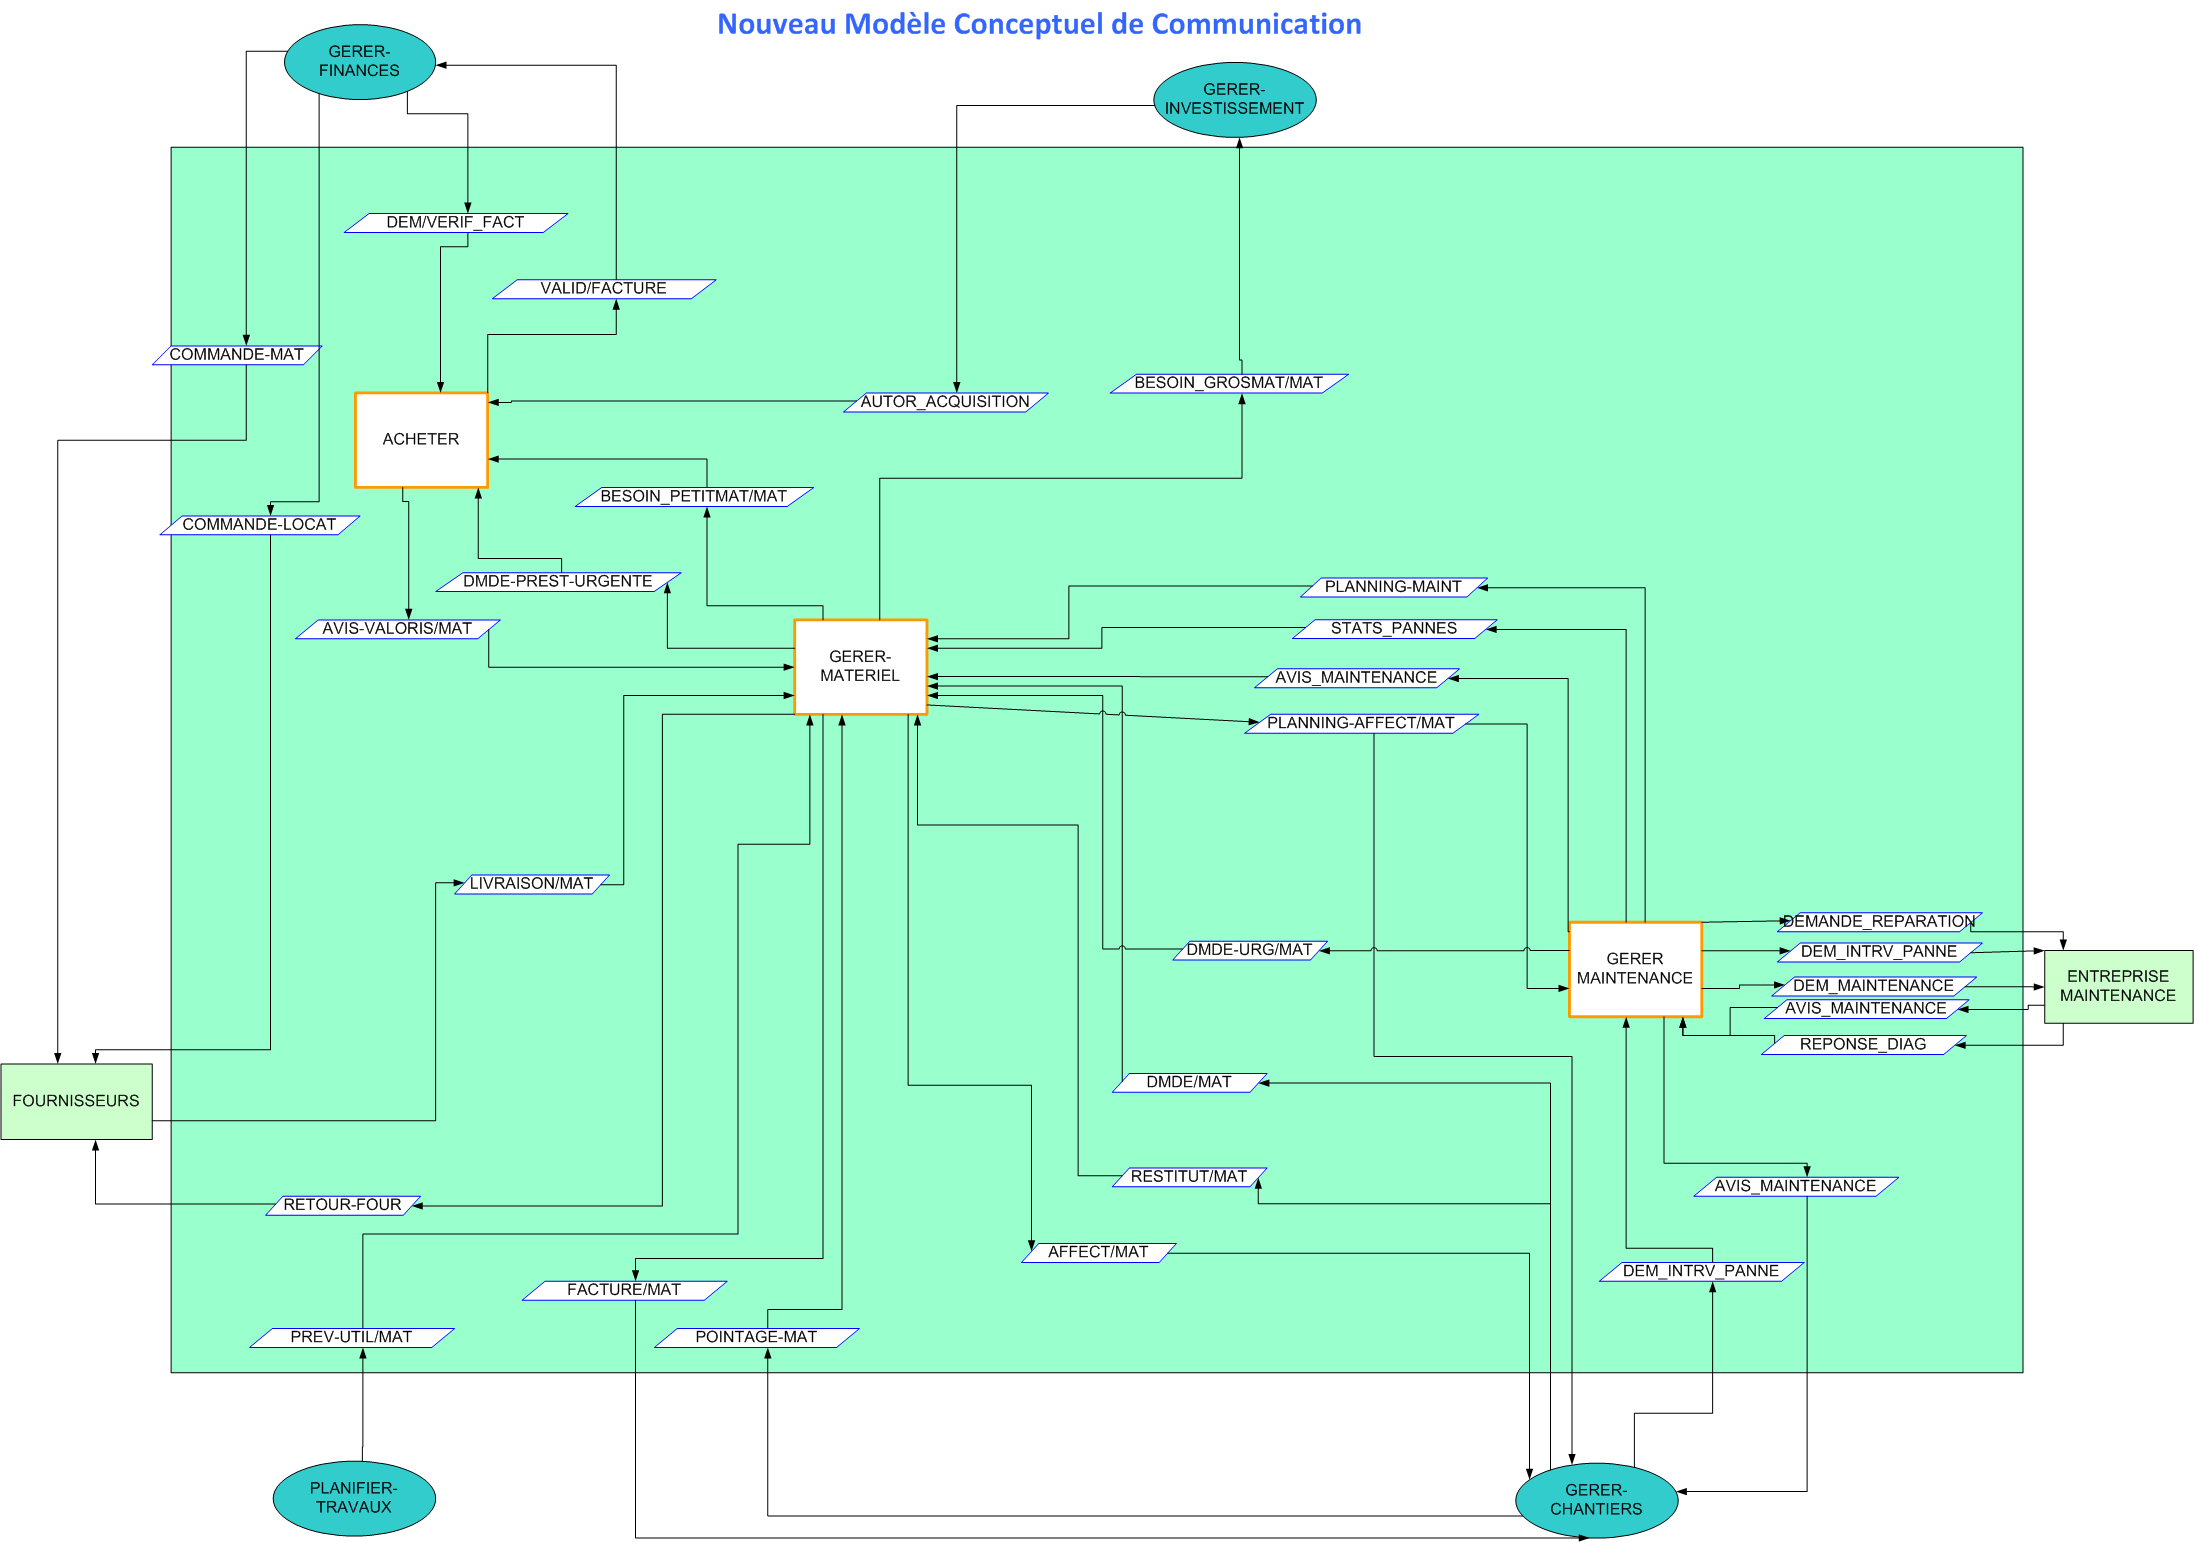 Nouveau Modèle Conceptuel de Communication
GERER-
FINANCES
GERER-
INVESTISSEMENT
DEM/VERIF_FACT
VALID/FACTURE
COMMANDE-MAT
BESOIN_GROSMAT/MAT
AUTOR_ACQUISITION
ACHETER
BESOIN_PETITMAT/MAT
COMMANDE-LOCAT
DMDE-PREST-URGENTE
PLANNING-MAINT
AVIS-VALORIS/MAT
STATS_PANNES
GERER-
MATERIEL
AVIS_MAINTENANCE
PLANNING-AFFECT/MAT
LIVRAISON/MAT
DEMANDE_REPARATION
DMDE-URG/MAT
GERER
MAINTENANCE
DEM_INTRV_PANNE
DEM_MAINTENANCE
AVIS_MAINTENANCE
REPONSE_DIAG
ENTREPRISE
MAINTENANCE
DMDE/MAT
FOURNISSEURS
RESTITUT/MAT
AVIS_MAINTENANCE
RETOUR-FOUR
AFFECT/MAT
DEM_INTRV_PANNE
FACTURE/MAT
PREV-UTIL/MAT
POINTAGE-MAT
PLANIFIER-
TRAVAUX
GERER-
CHANTIERS